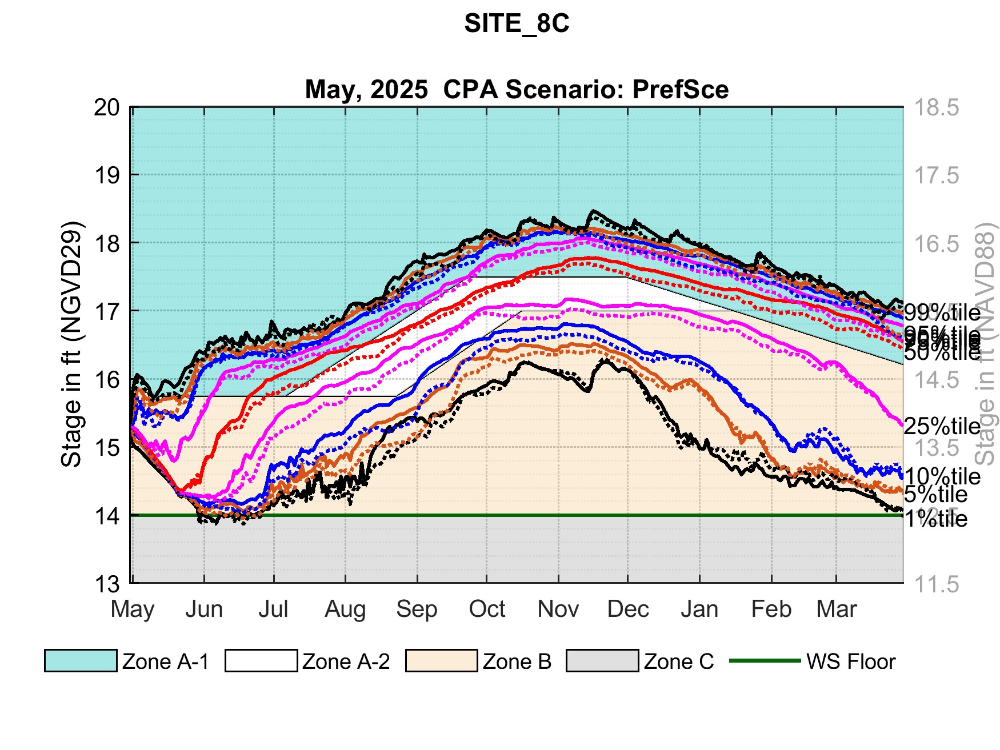 SITE_8C
May, 2025 CPA Scenario: PrefSce
20
19
18
17
16
15
14
13
Stage in ft (NGVD29)
18.5
17.5
16.5
14.5
13.5
11.5
Stage in ft (NAVD88)
99%tile
50%tile
25%tile
10%tile
5%tile
1%tile
May Jun Jul Aug Sep Oct Nov Dec Jan Feb Mar
Zone A-1 Zone A-2 Zone B Zone C WS Floor